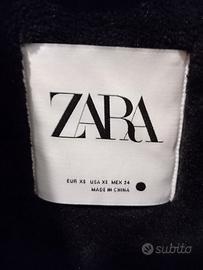 ZARA
EUR XS USA XS MEX 24
MADE IN CHINA
subito